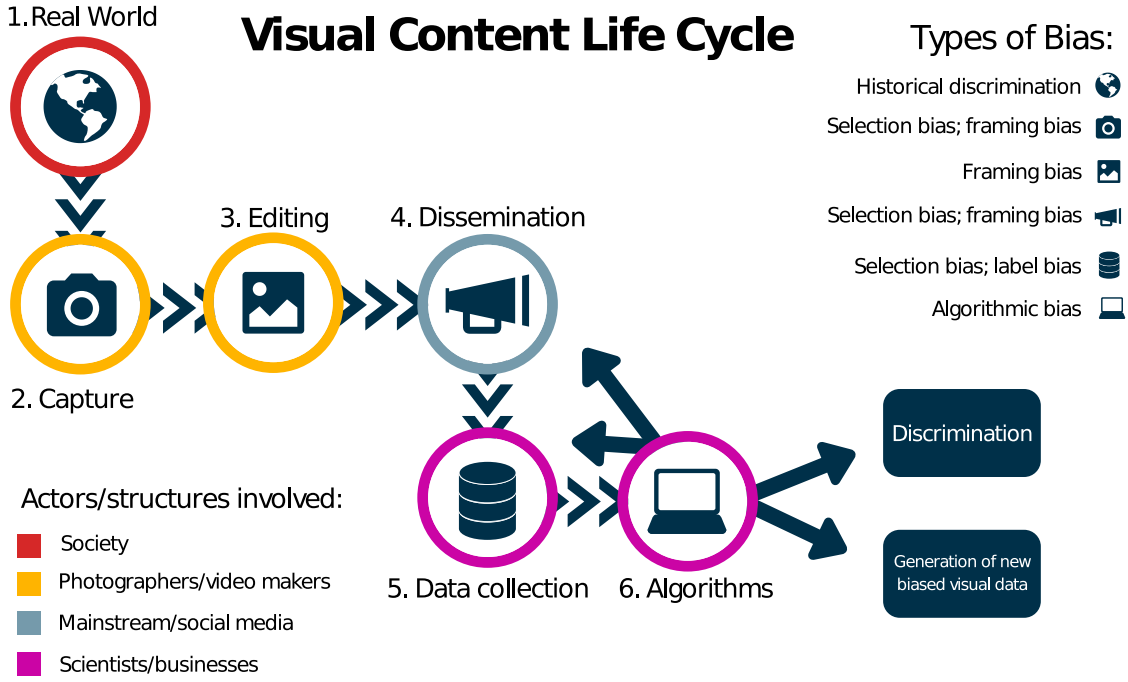 1.Real World
Visual Content Life Cycle
Types of Bias:
Historical discrimination
Selection bias; framing bias
Framing bias
Selection bias; framing bias
Selection bias; label bias
Algorithmic bias
3. Editing
4. Dissemination
2. Capture
Discrimination
Generation of new
biased visual data
5. Data collection
6. Algorithms
Actors/structures involved:
Society
Photographers/video makers
Mainstream/social media
Scientists/businesses